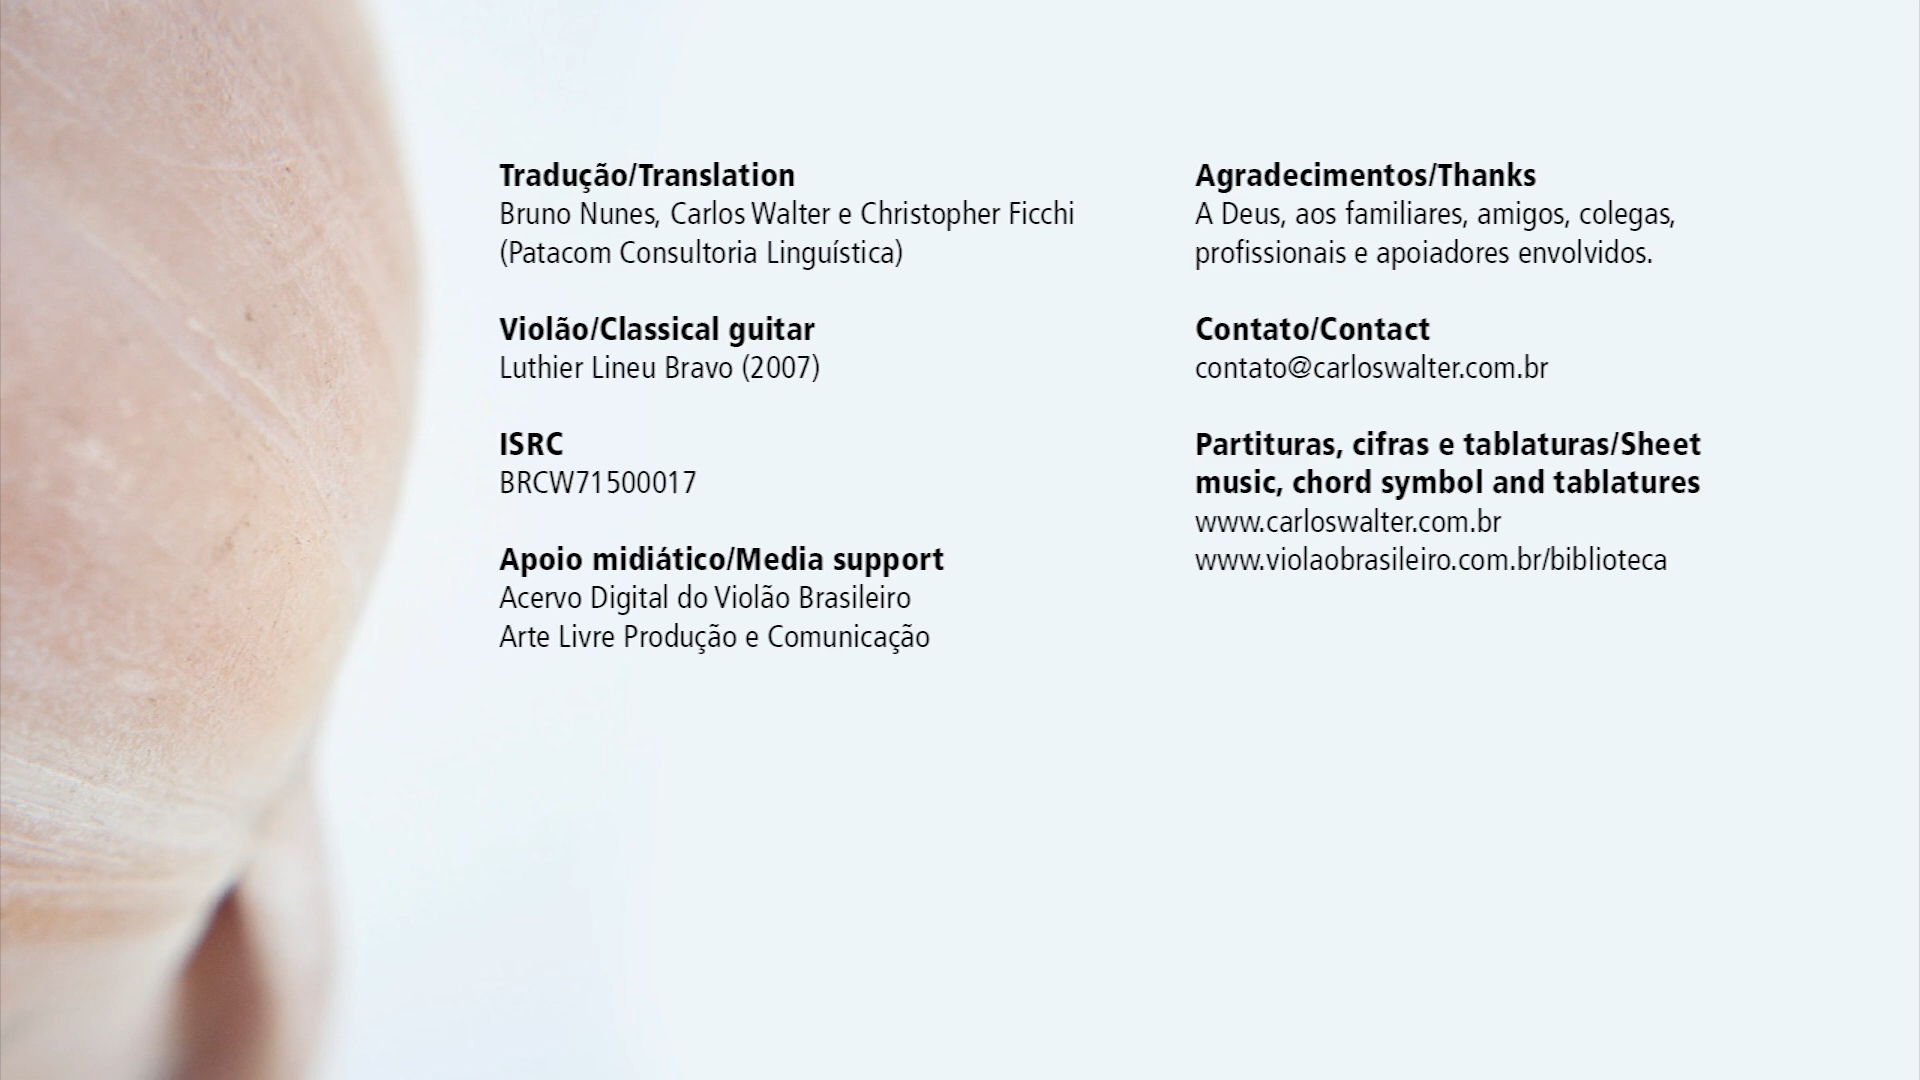 Tradução/Translation
Bruno Nunes, Carlos Walter e Christopher Ficchi
(Patacom Consultoria Linguística)
Violão/Classical guitar
Luthier Lineu Bravo (2007)
ISRC
BRCW71500017
Apoio midiático/Media support
Acervo Digital do Violão Brasileiro
Arte Livre Produção e Comunicação
Agradecimentos/Thanks
A Deus, aos familiares, amigos, colegas,
profissionais e apoiadores envolvidos.
Contato/Contact
contato@carloswalter.com.br
Partituras, cifras e tablaturas/Sheet
music, chord symbol and tablatures
www.carloswalter.com.br
www.violaobrasileiro.com.br/biblioteca